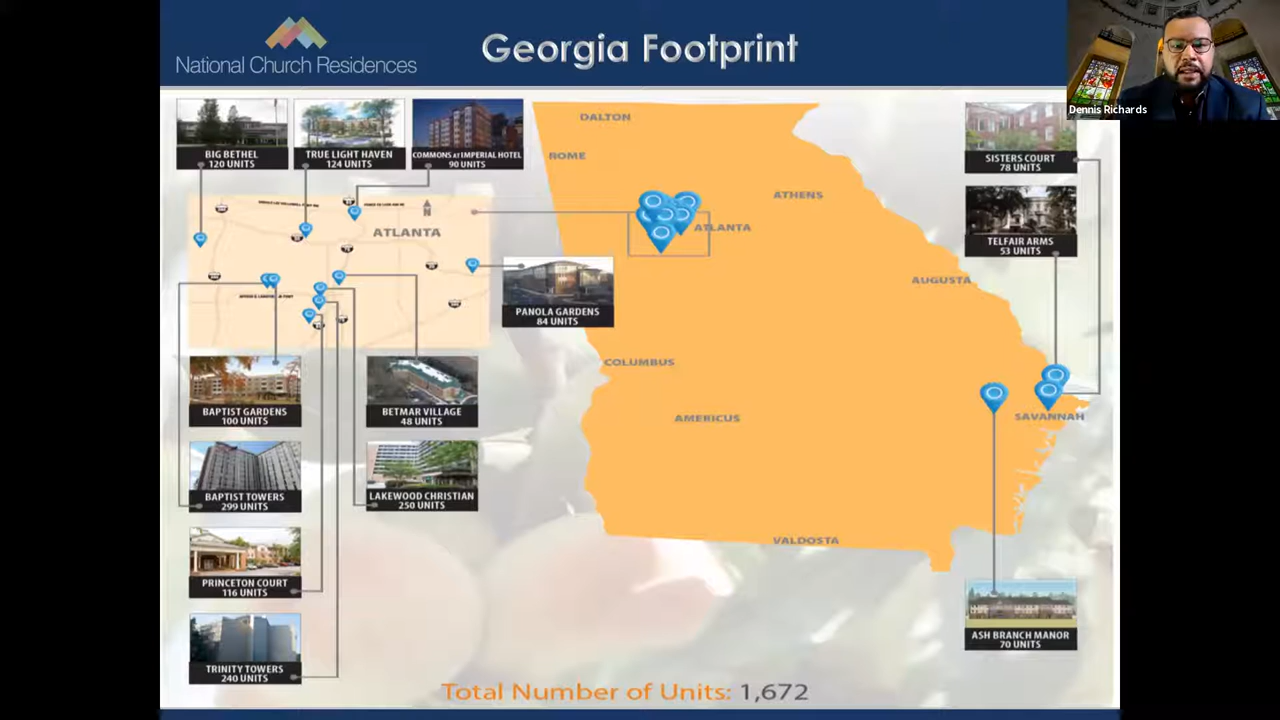 National Church Residences
Georgia Footprint
Dennis Richards
BIG BETHEL
120 UNITS
TRUE LIGHT HAVEN
124 UNITS
COMMONS AT IMPERIAL HOTEL
90 UNITS
SISTERS COURT
78 UNITS
TELFAIR ARMS
53 UNITS
DALTON
ROME
ATHENS
ATLANTA
AUGUSTA
COLUMBUS
AMERICUS
SAVANNAH
VALDOSTA
N
ATLANTA
PANOLA GARDENS
84 UNITS
BAPTIST GARDENS
100 UNITS
BETMAR VILLAGE
48 UNITS
BAPTIST TOWERS
299 UNITS
LAKEWOOD CHRISTIAN
250 UNITS
PRINCETON COURT
116 UNITS
TRINITY TOWERS
240 UNITS
ASH BRANCH MANOR
70 UNITS
Total Number of Units: 1,672